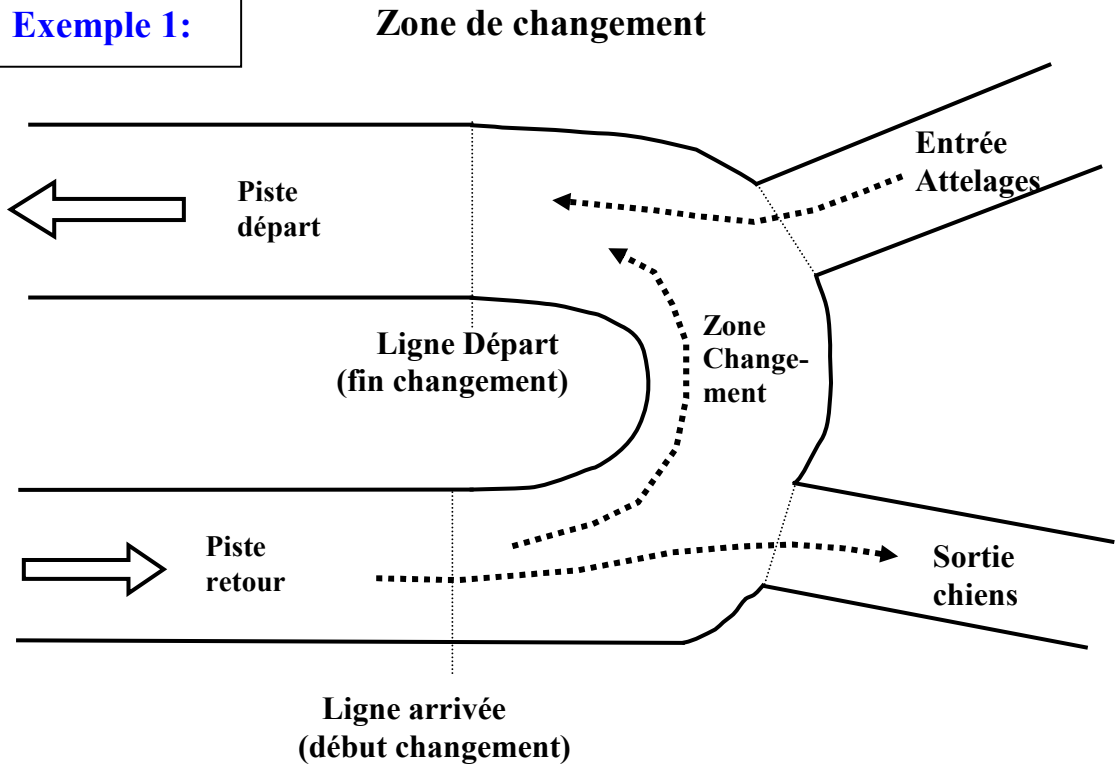 Exemple 1:
Zone de changement
Entrée
Attelages
Piste
départ
Ligne Départ
(fin changement)
Zone
Change-
ment
Piste
retour
Sortie
chiens
Ligne arrivée
(début changement)